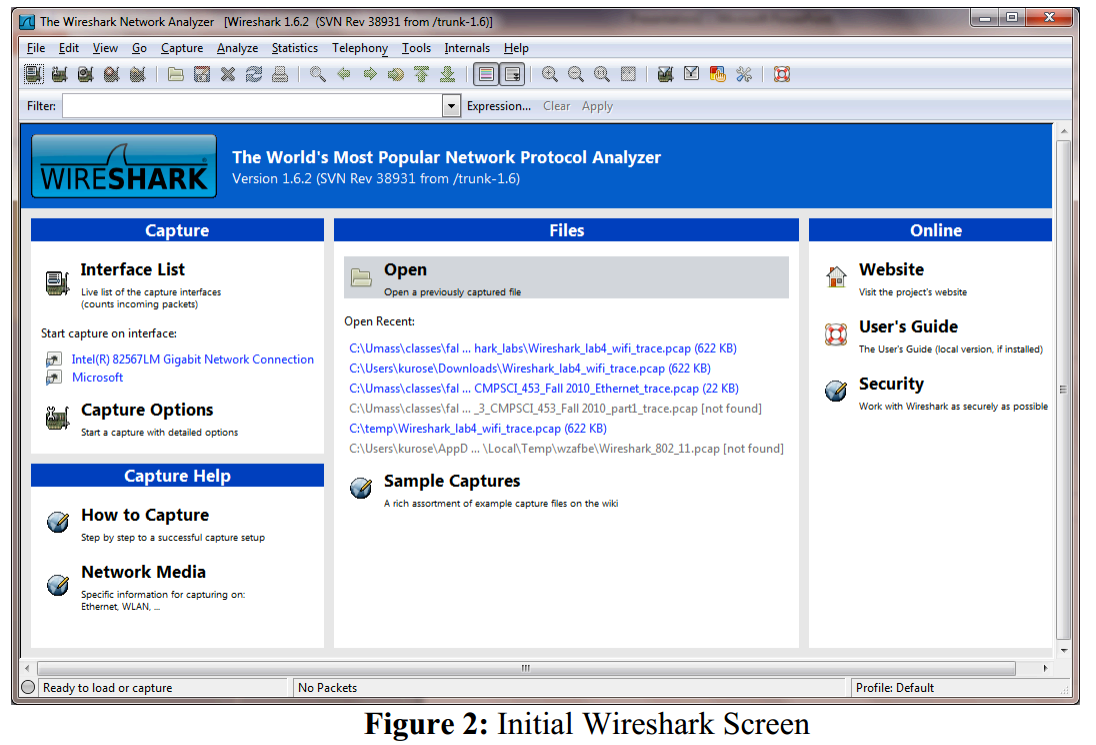 The Wireshark Network Analyzer [Wireshark 1.6.2 (SVN Rev 38931 from /trunk-1.6)]
File Edit View Go Capture Analyze Statistics Telephony Tools Internals Help
Filter: Expression... Clear Apply
WIRESHARK
The World's Most Popular Network Protocol Analyzer
Version 1.6.2 (SVN Rev 38931 from /trunk-1.6)
Capture
Interface List
Live list of the capture interfaces
(counts incoming packets)
Start capture on interface:
Intel(R) 82567LM Gigabit Network Connection
Microsoft
Capture Options
Start a capture with detailed options
Capture Help
How to Capture
Step by step to a successful capture setup
Network Media
Specific information for capturing on:
Ethernet, WLAN, ...
Files
Open
Open a previously captured file
Open Recent:
C:\Umass\classes\fal ... hark_labs\Wireshark_lab4_wifi_trace.pcap (622 KB)
C:\Users\kurose\Downloads\Wireshark_lab4_wifi_trace.pcap (622 KB)
C:\Umass\classes\fal ... CMPSCI_453_Fall 2010_Ethernet_trace.pcap (22 KB)
C:\Umass\classes\fal ... _3_CMPSCI_453_Fall 2010_part1_trace.pcap [not found]
C:\temp\Wireshark_lab4_wifi_trace.pcap (622 KB)
C:\Users\kurose\AppD ... \Local\Temp\wzafbe\Wireshark_802_11.pcap [not found]
Sample Captures
A rich assortment of example capture files on the wiki
Online
Website
Visit the project's website
User's Guide
The User's Guide (local version, if installed)
Security
Work with Wireshark as securely as possible
Ready to load or capture
No Packets
Profile: Default
Figure 2: Initial Wireshark Screen